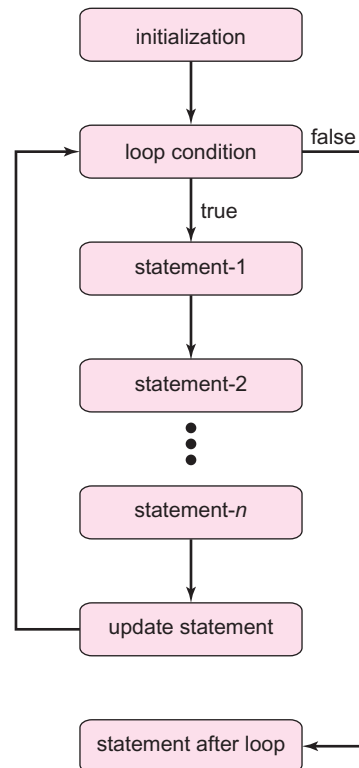 initialization
loop condition
false
true
statement-1
statement-2
statement-n
update statement
statement after loop